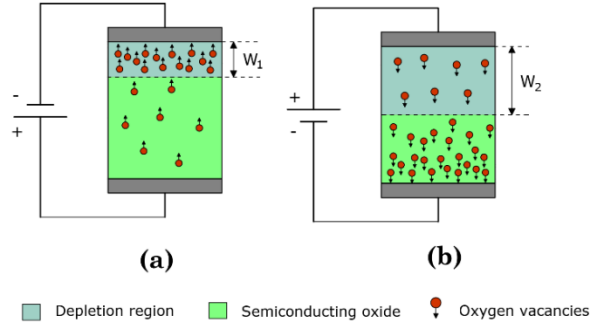 -
+
W1
(a)
+
-
W2
(b)
Depletion region
Semiconducting oxide
Oxygen vacancies